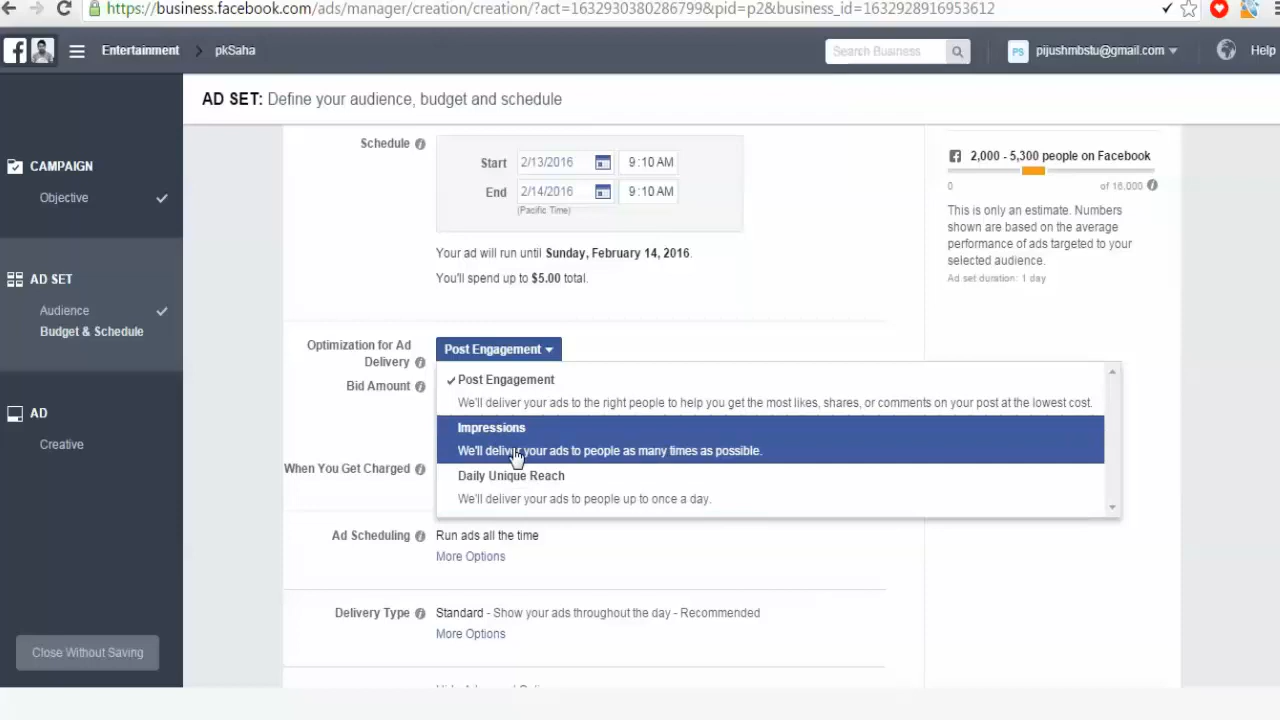 https://business.facebook.com/ads/manager/creation/creation/?act=1632930380286799&pid=p2&business_id=1632928916953612
Entertainment > pkSaha
Search Business
PS pijushmbstu@gmail.com
Help
AD SET: Define your audience, budget and schedule
CAMPAIGN
Objective
AD SET
Audience
Budget & Schedule
AD
Creative
Close Without Saving
Schedule
Start 2/13/2016 9:10 AM
End 2/14/2016 9:10 AM
(Pacific Time)
Your ad will run until Sunday, February 14, 2016.
You'll spend up to $5.00 total.
Optimization for Ad
Delivery
Post Engagement
Bid Amount
Post Engagement
We'll deliver your ads to the right people to help you get the most likes, shares, or comments on your post at the lowest cost.
Impressions
We'll deliver your ads to people as many times as possible.
When You Get Charged
Daily Unique Reach
We'll deliver your ads to people up to once a day.
Ad Scheduling
Run ads all the time
More Options
Delivery Type
Standard - Show your ads throughout the day - Recommended
More Options
2,000 - 5,300 people on Facebook
0 of 16,000
This is only an estimate. Numbers
shown are based on the average
performance of ads targeted to your
selected audience.
Ad set duration: 1 day